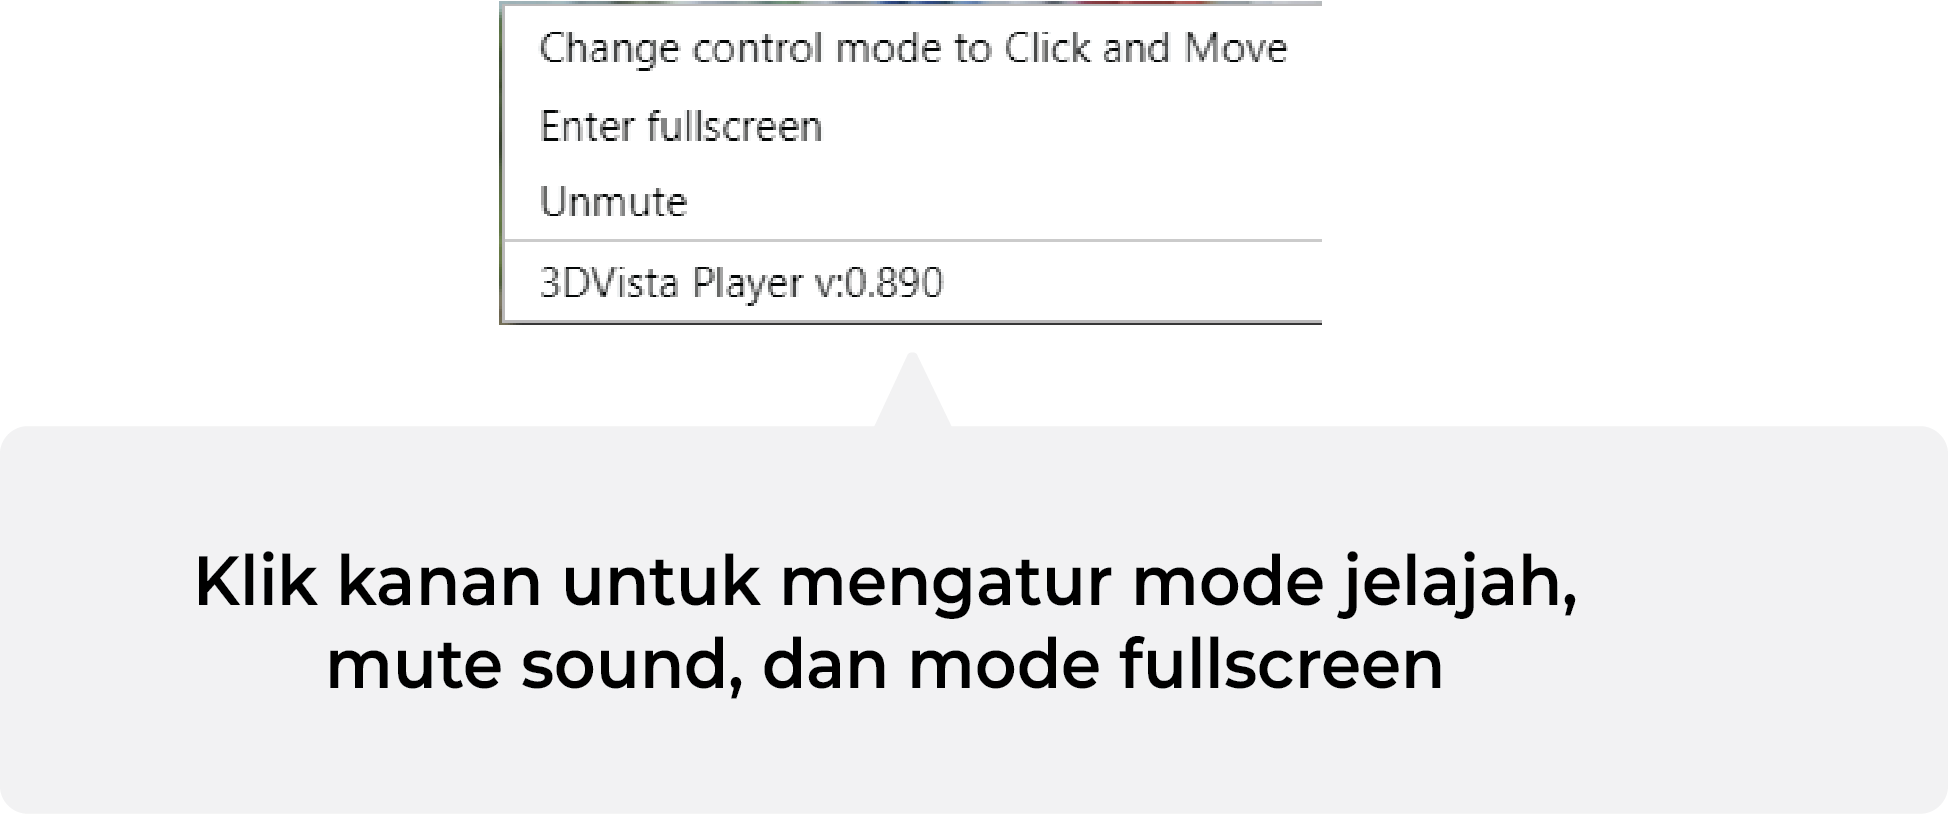 Change control mode to Click and Move
Enter fullscreen
Unmute
3DVista Player v:0.890
Klik kanan untuk mengatur mode jelajah,
mute sound, dan mode fullscreen